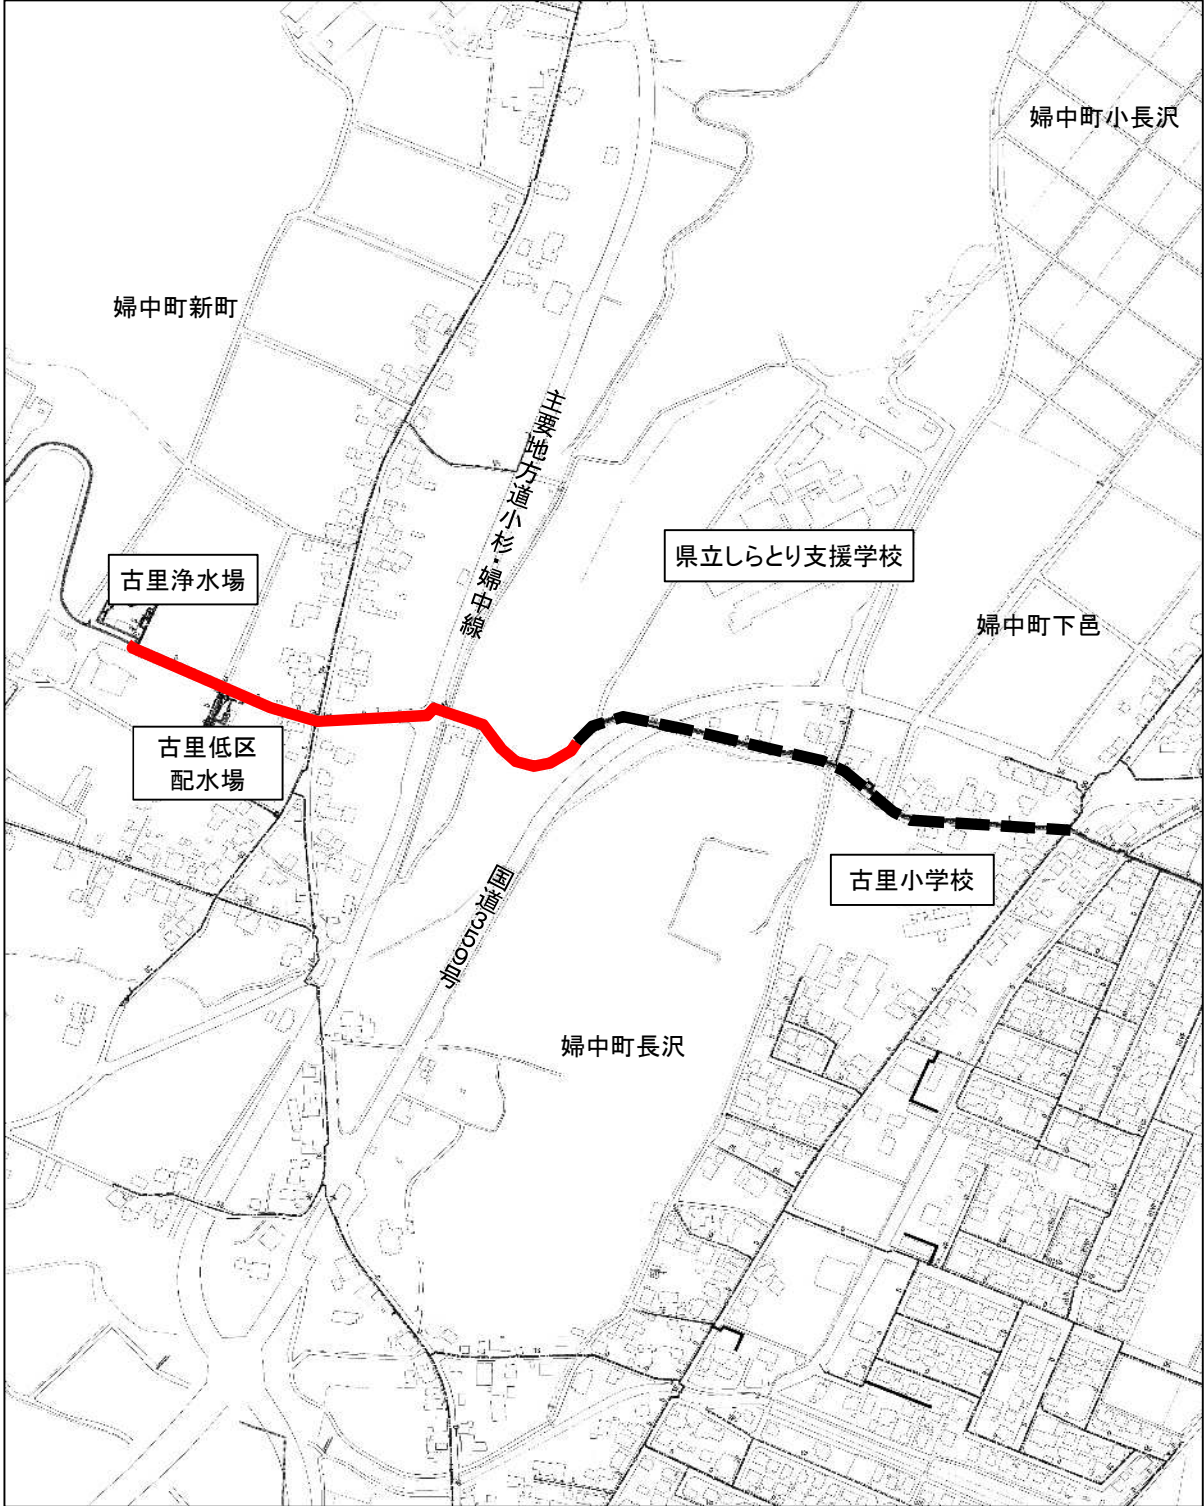 婦中町小長沢
婦中町新町
主要地方道小杉・婦中線
県立しらとり支援学校
古里浄水場
婦中町下邑
古里低区
配水場
古里小学校
国道359号
婦中町長沢